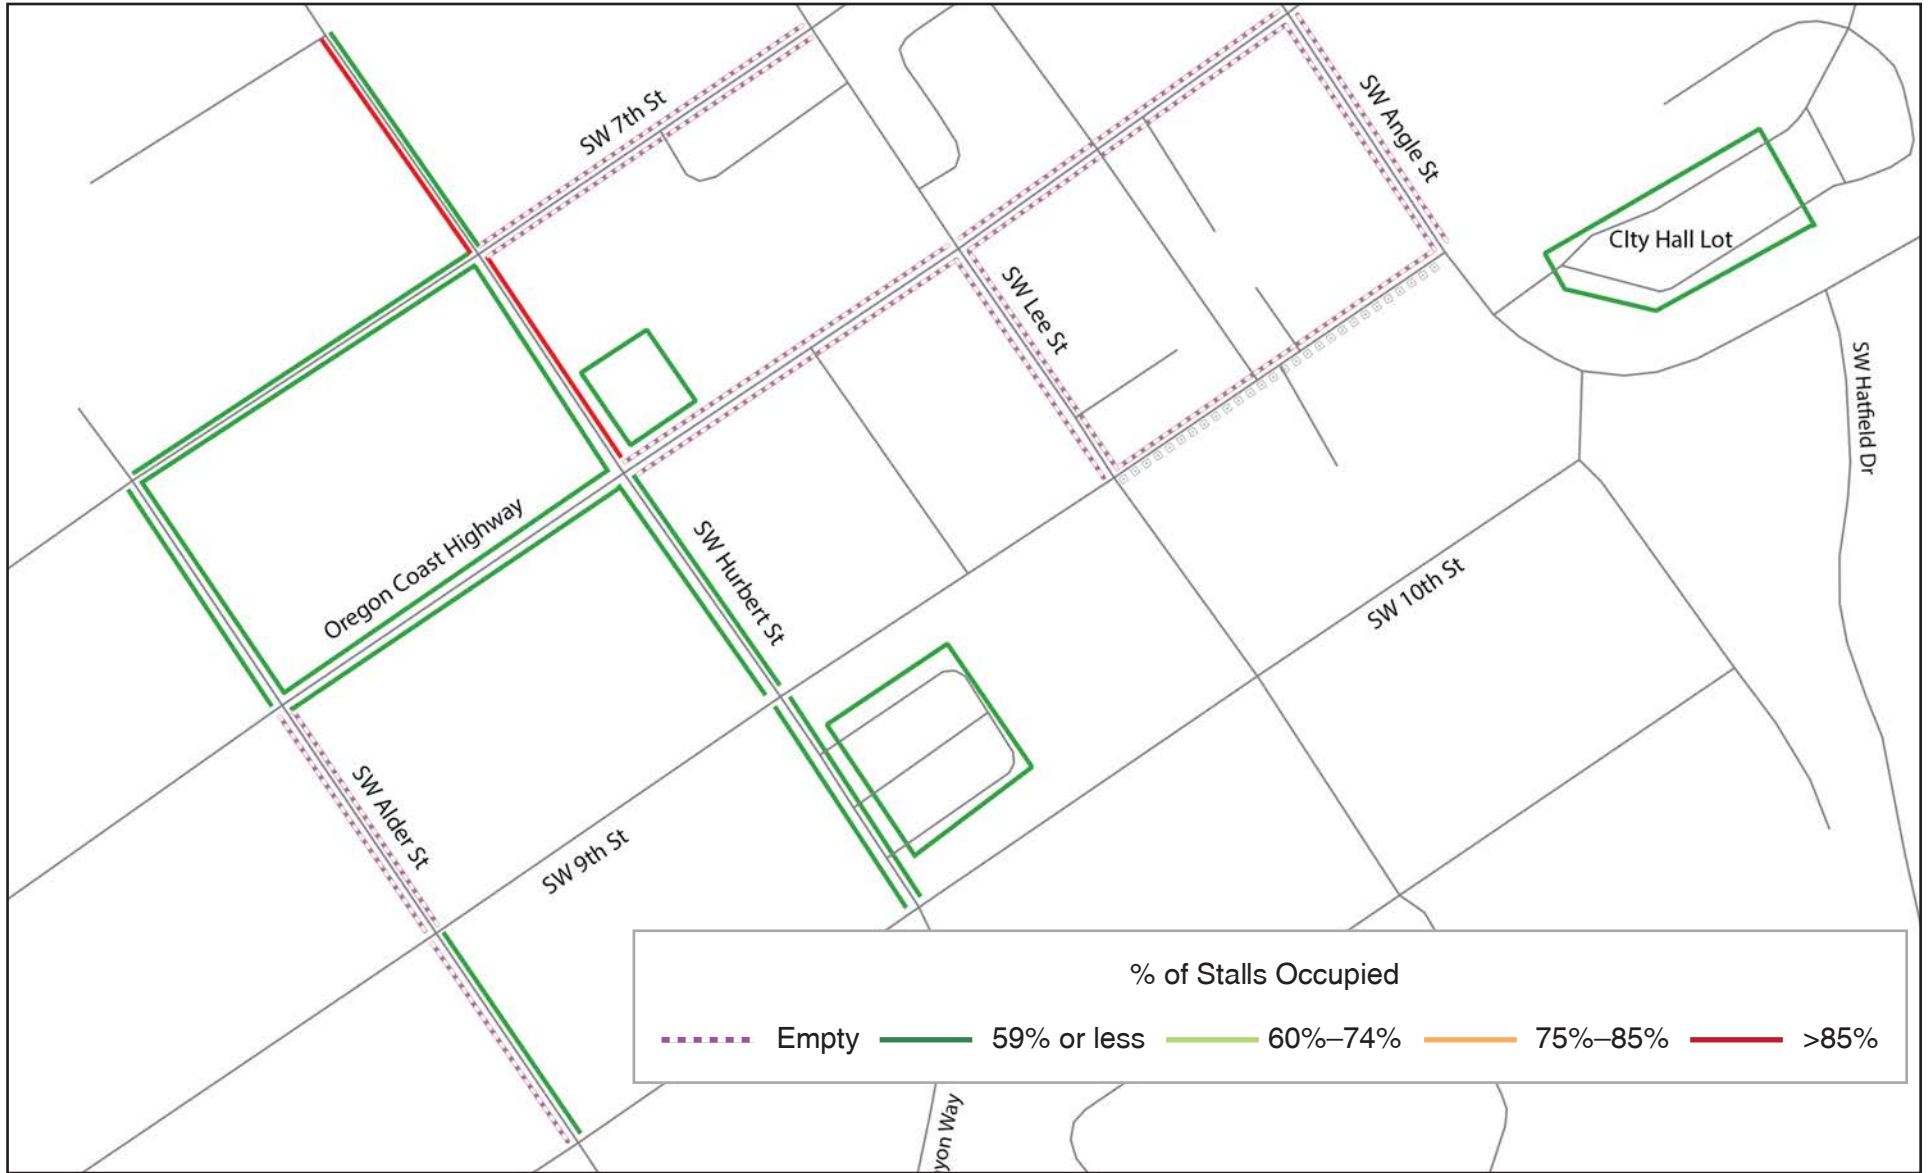 SW 7th St
SW Angle St
CIty Hall Lot
SW Lee St
SW Hatfield Dr
Oregon Coast Highway
SW Hurbert St
SW 10th St
SW Alder St
SW 9th St
% of Stalls Occupied
Empty 59% or less 60%–74% 75%–85% >85%
yon Way